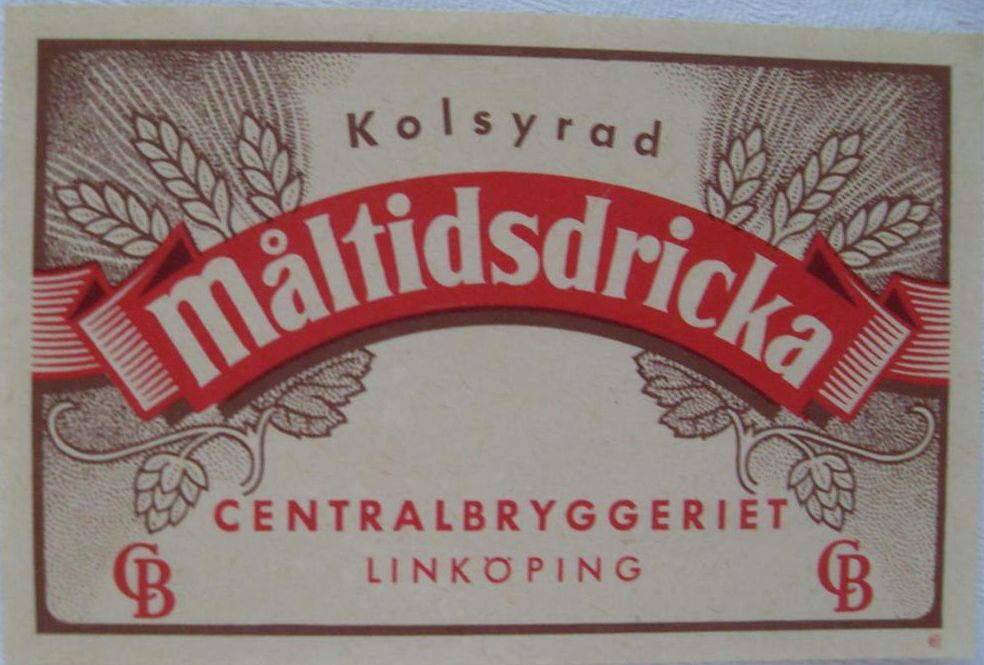 Kolsyrad
Måltidsdricka
CENTRALBRYGGERIET
LINKÖPING
CB CB